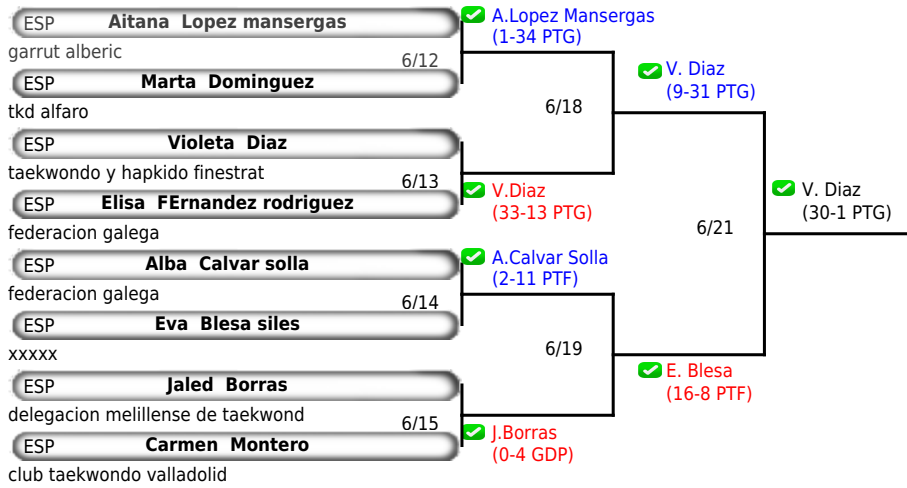 ESP Aitana Lopez mansergas
garrut alberic
6/12
ESP Marta Dominguez
tkd alfaro
ESP Violeta Diaz
taekwondo y hapkido finestrat
6/13
ESP Elisa FErnandez rodriguez
federacion galega
ESP Alba Calvar solla
federacion galega
6/14
ESP Eva Blesa siles
xxxxx
ESP Jaled Borras
delegacion melillense de taekwond
6/15
ESP Carmen Montero
club taekwondo valladolid
A.Lopez Mansergas
(1-34 PTG)
6/18
V.Diaz
(33-13 PTG)
A.Calvar Solla
(2-11 PTF)
6/19
J.Borras
(0-4 GDP)
V. Diaz
(9-31 PTG)
6/21
E. Blesa
(16-8 PTF)
V. Diaz
(30-1 PTG)